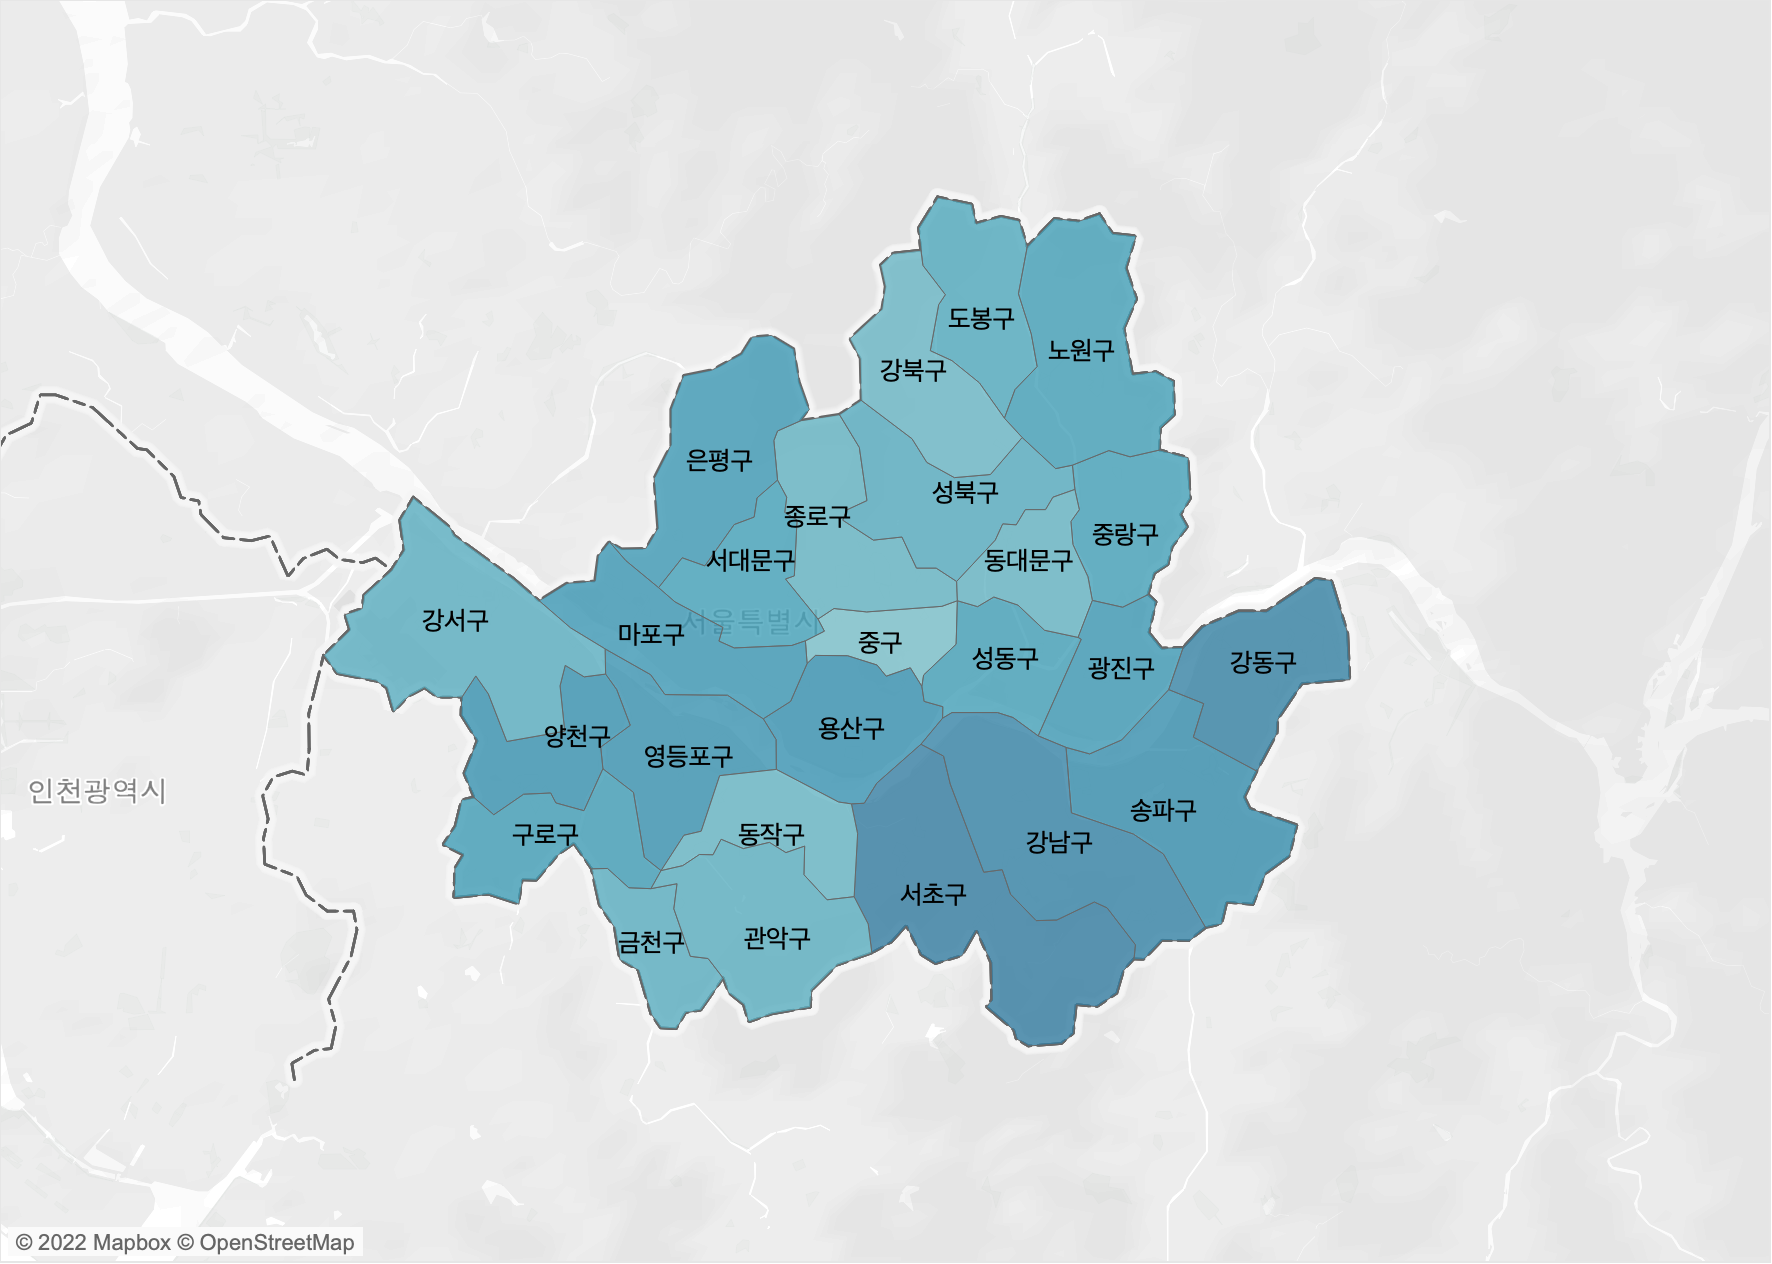 도봉구
노원구
강북구
은평구
성북구
종로구
중랑구
서대문구
동대문구
강서구
서울특별시
마포구
중구
성동구
광진구
강동구
용산구
양천구
영등포구
인천광역시
송파구
구로구
동작구
강남구
서초구
관악구
금천구
© 2022 Mapbox © OpenStreetMap